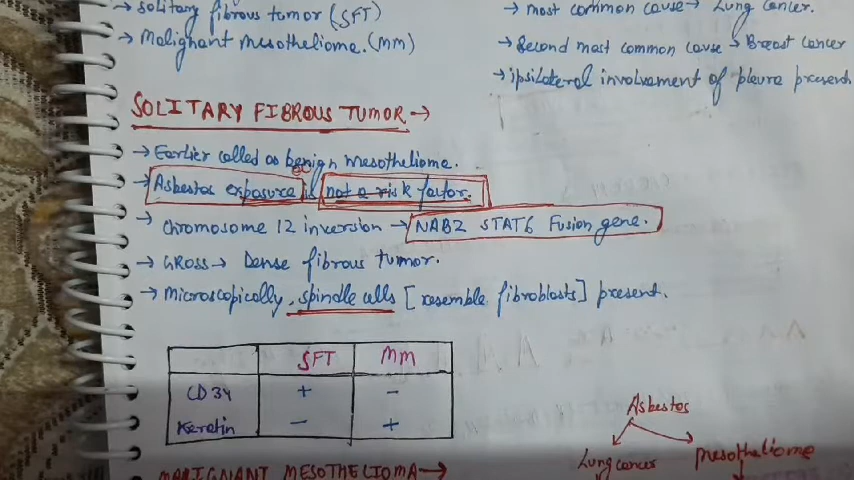 → solitary fibrous tumor (SFT)
→ Malignant mesothelioma. (MM)
→ most common cause → Lung cancer.
→ Second most common cause → Breast cancer
→ ipsilateral involvement of pleura present
SOLITARY FIBROUS TUMOR →
→ Earlier called as benign mesothelioma.
→ Asbestos exposure is not a risk factor.
→ Chromosome 12 inversion → NAB2 STAT6 Fusion gene.
→ GROSS → Dense fibrous tumor.
→ Microscopically, spindle cells [resemble fibroblasts] present.
SFT MM
CD34 + -
Keratin - +
Asbestos
Lung cancer mesothelioma
MALIGNANT MESOTHELIOMA →